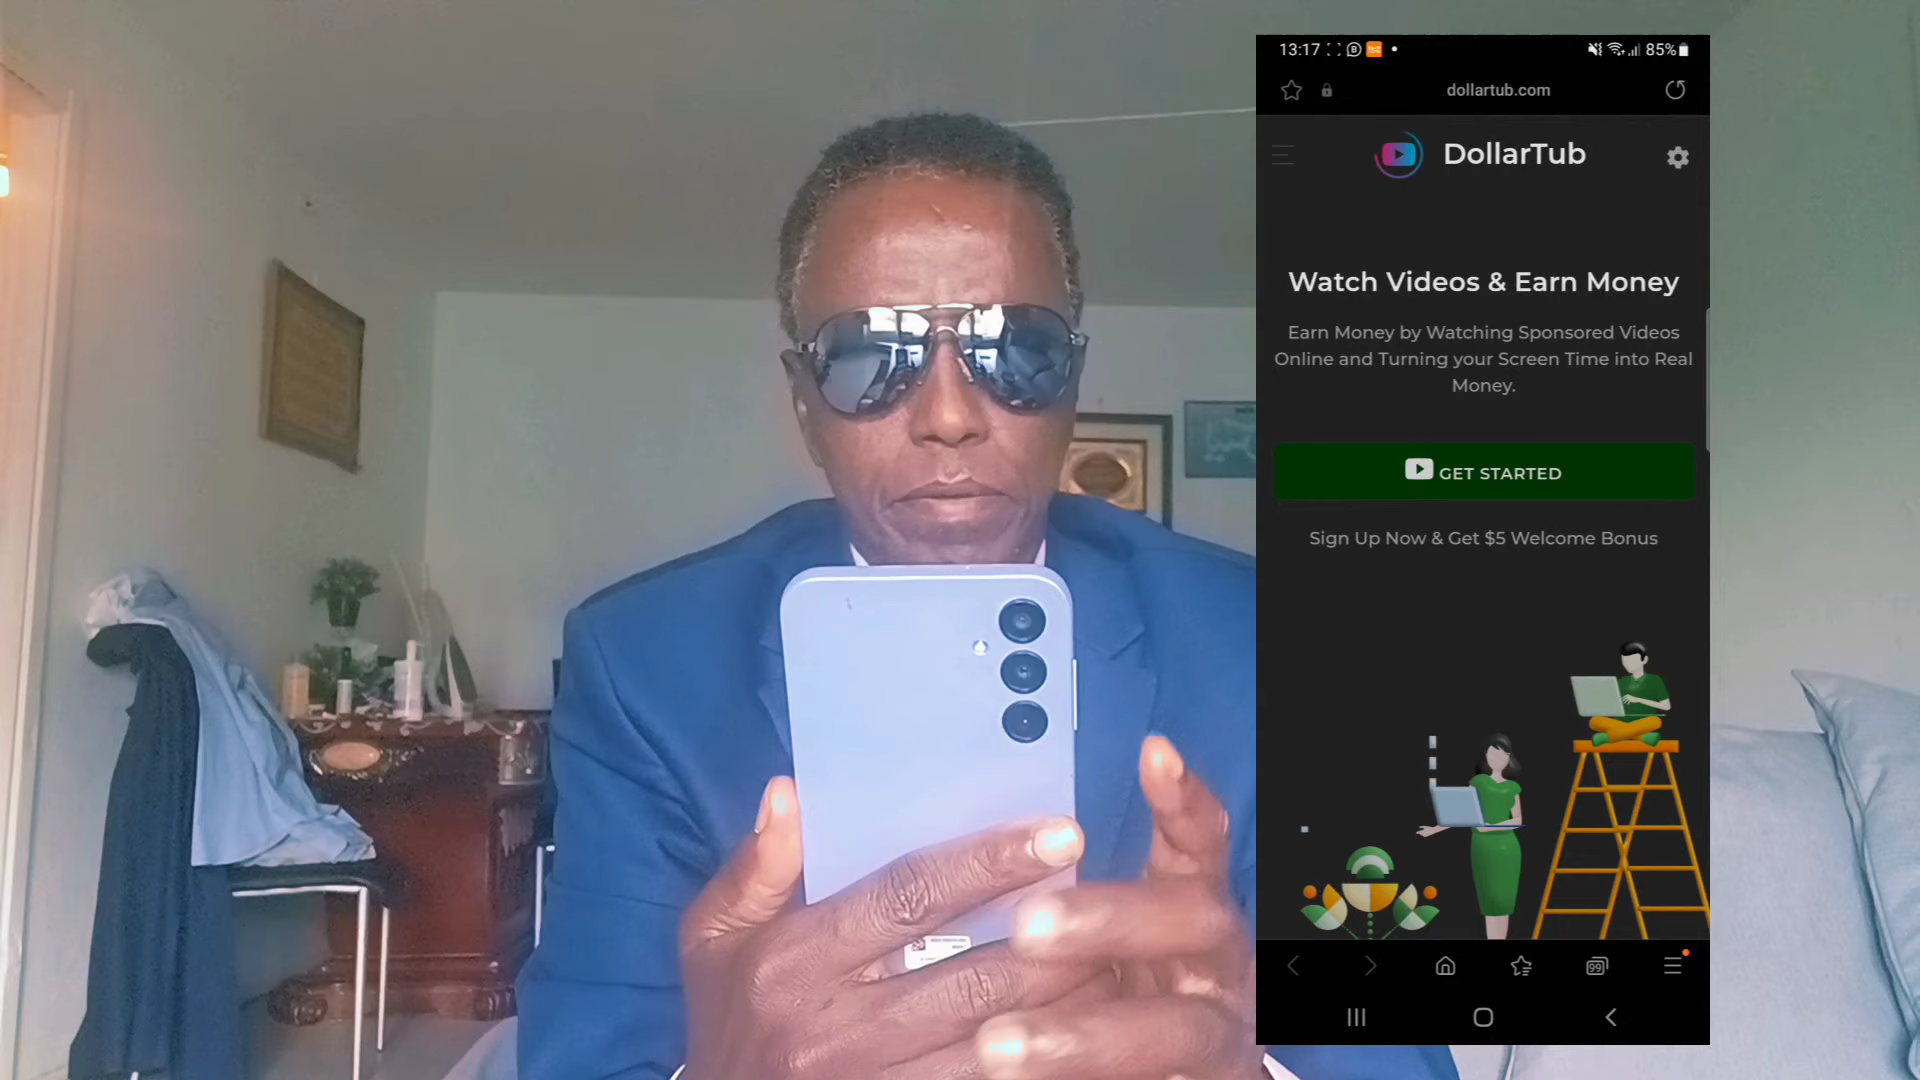 13:17
85%
dollartub.com
DollarTub
Watch Videos & Earn Money
Earn Money by Watching Sponsored Videos
Online and Turning your Screen Time into Real
Money.
GET STARTED
Sign Up Now & Get $5 Welcome Bonus
99